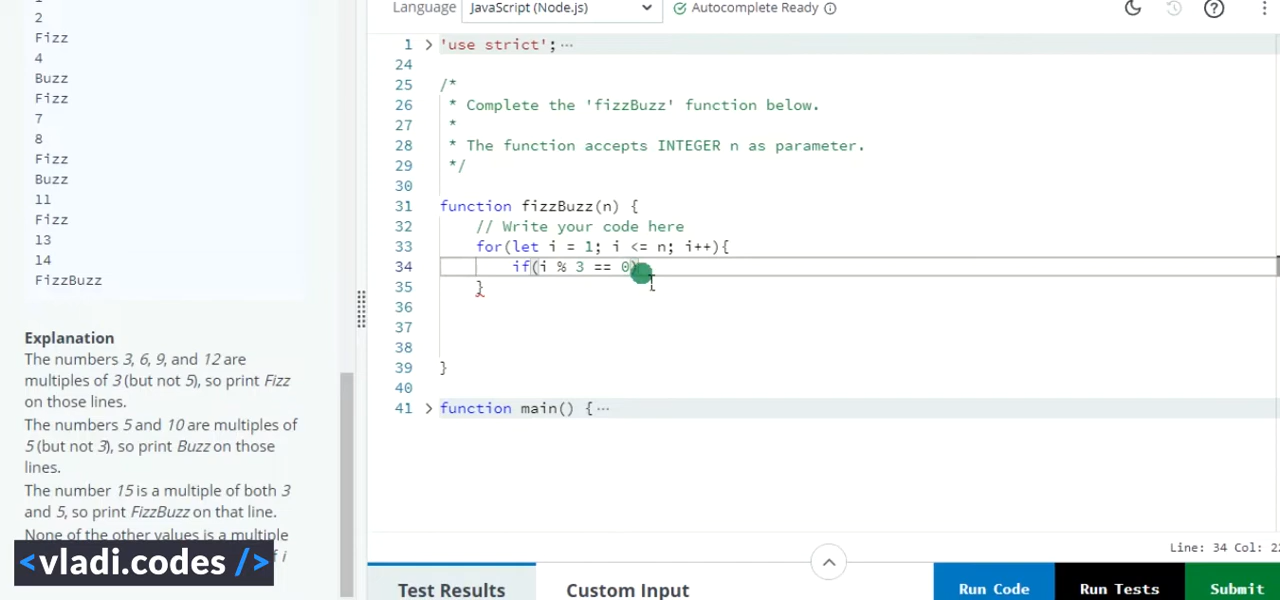 Language JavaScript (Node.js) Autocomplete Ready
2
Fizz
4
Buzz
Fizz
7
8
Fizz
Buzz
11
Fizz
13
14
FizzBuzz
Explanation
The numbers 3, 6, 9, and 12 are
multiples of 3 (but not 5), so print Fizz
on those lines.
The numbers 5 and 10 are multiples of
5 (but not 3), so print Buzz on those
lines.
The number 15 is a multiple of both 3
and 5, so print FizzBuzz on that line.
None of the other values is a multiple
f i
<vladi.codes />
1 'use strict';
24
25 /*
26 * Complete the 'fizzBuzz' function below.
27 *
28 * The function accepts INTEGER n as parameter.
29 */
30
31 function fizzBuzz(n) {
32 // Write your code here
33 for(let i = 1; i <= n; i++){
34 if(i % 3 == 0)
35 }
36
37
38
39 }
40
41 function main() {
Line: 34 Col: 22
Test Results Custom Input Run Code Run Tests Submit